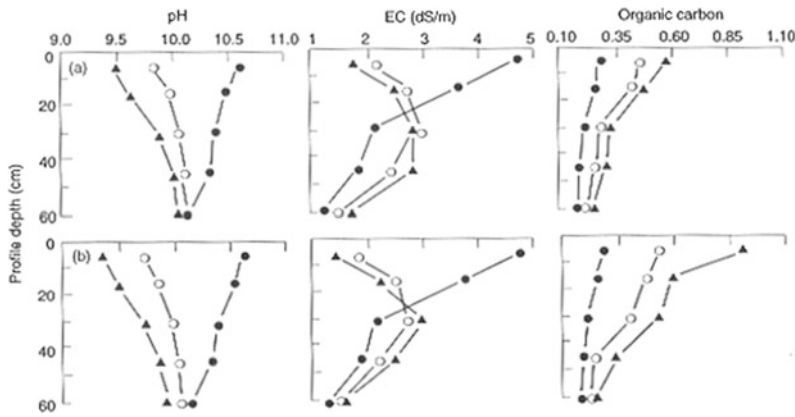 pH
EC (dS/m)
Organic carbon
9.0 9.5 10.0 10.5 11.0
1 2 3 4 5
0.10 0.35 0.60 0.85 1.10
Profile depth (cm)
(a)
0
20
40
60
(b)
0
20
40
60